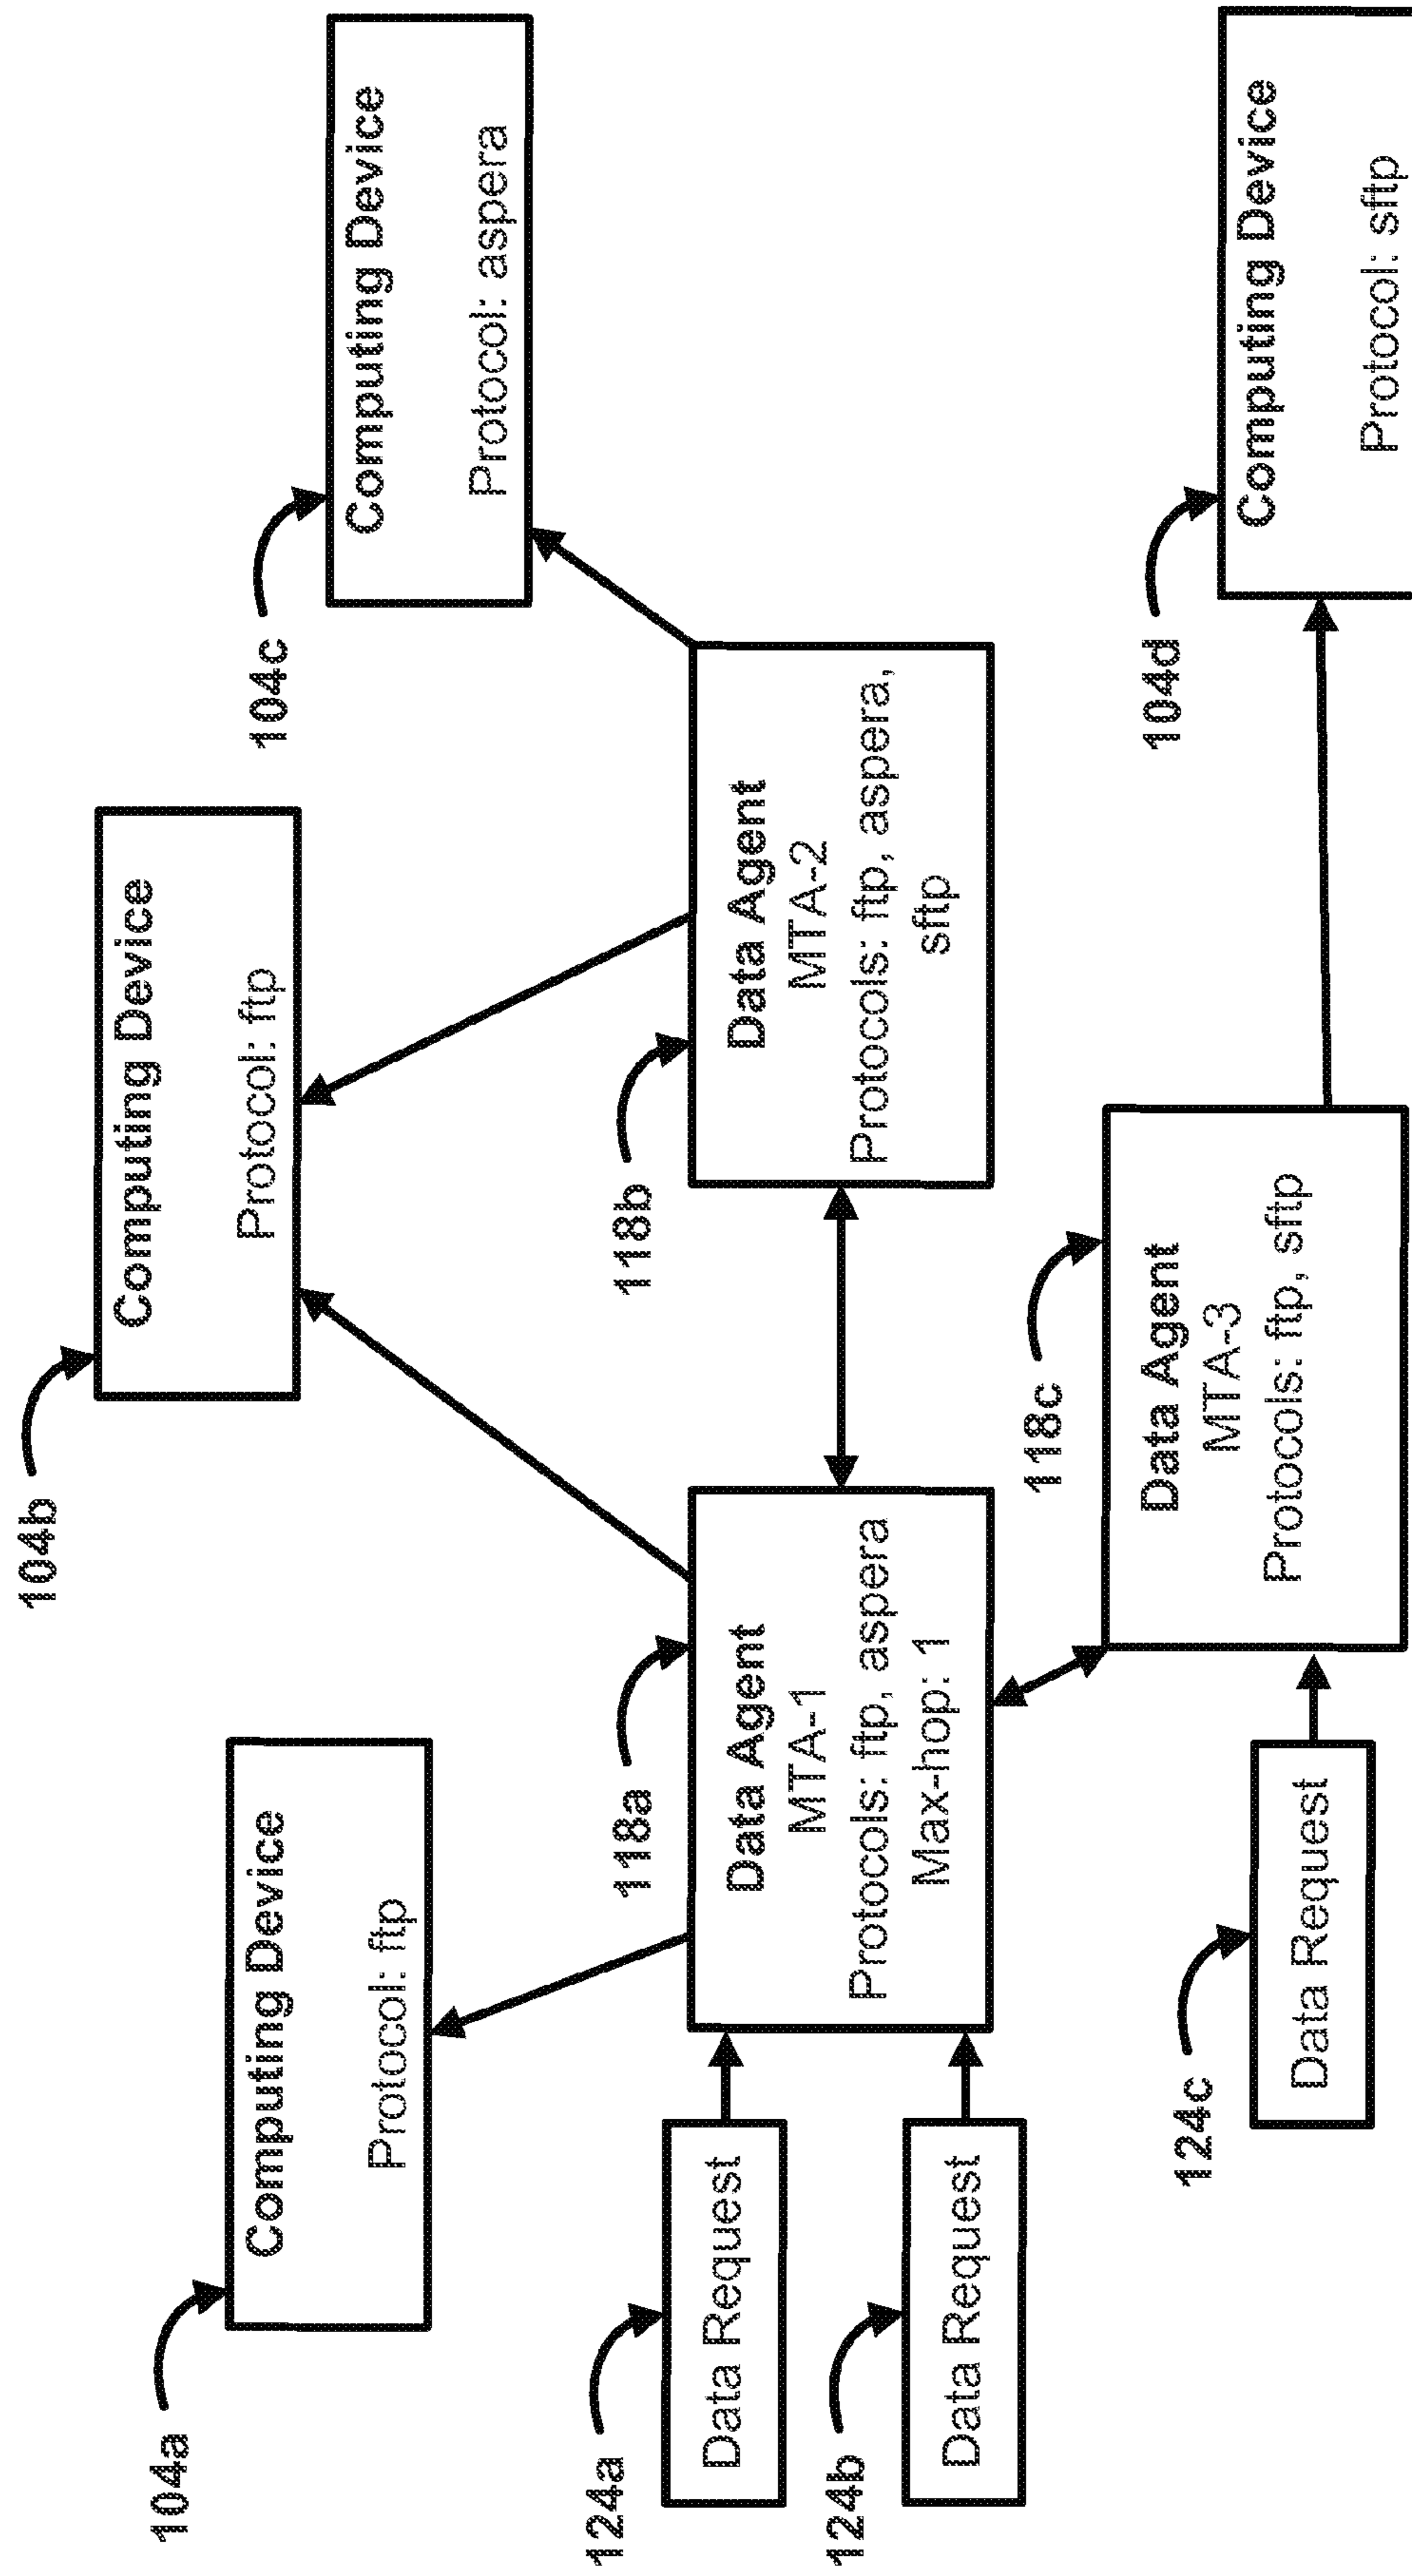 104a
Computing Device
Protocol: ftp
104b
Computing Device
Protocol: ftp
104c
Computing Device
Protocol: aspera
124a
Data Request
124b
Data Request
118a
Data Agent
MTA-1
Protocols: ftp, aspera
Max-hop: 1
118b
Data Agent
MTA-2
Protocols: ftp, aspera,
sftp
124c
Data Request
118c
Data Agent
MTA-3
Protocols: ftp, sftp
104d
Computing Device
Protocol: sftp